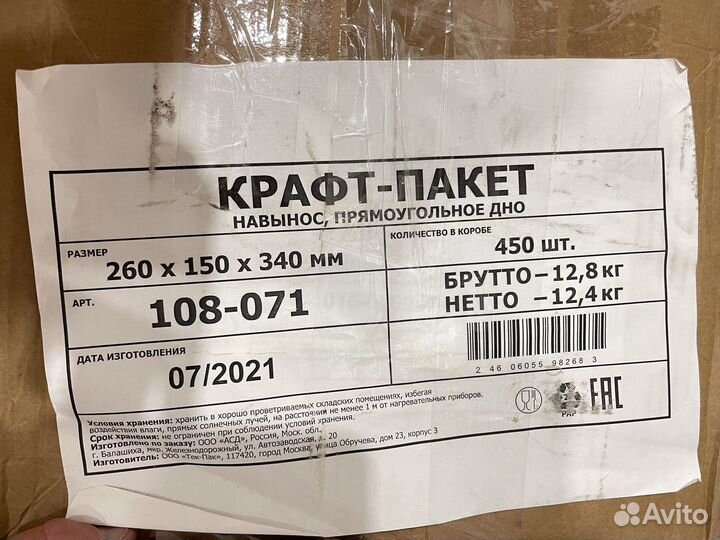 КРАФТ-ПАКЕТ
НАВЫНОС, ПРЯМОУГОЛЬНОЕ ДНО
РАЗМЕР
260 х 150 х 340 мм
КОЛИЧЕСТВО В КОРОБЕ
450 шт.
АРТ.
108-071
БРУТТО – 12,8 кг
НЕТТО – 12,4 кг
ДАТА ИЗГОТОВЛЕНИЯ
07/2021
2 46 06055 98268 3
EAC
PAP
Условия хранения: хранить в хорошо проветриваемых складских помещениях, избегая
воздействия влаги, прямых солнечных лучей, на расстоянии не менее 1 м от нагревательных приборов.
Срок хранения: не ограничен при соблюдении условий хранения.
Изготовлено по заказу: ООО «АСД», Россия, Моск. обл.
г. Балашиха, мкр. Железнодорожный, ул. Автозаводская, 20
Изготовитель: ООО «Тек-Пак», 117420, город Москва, улица Обручева, дом 23, корпус 3
Avito